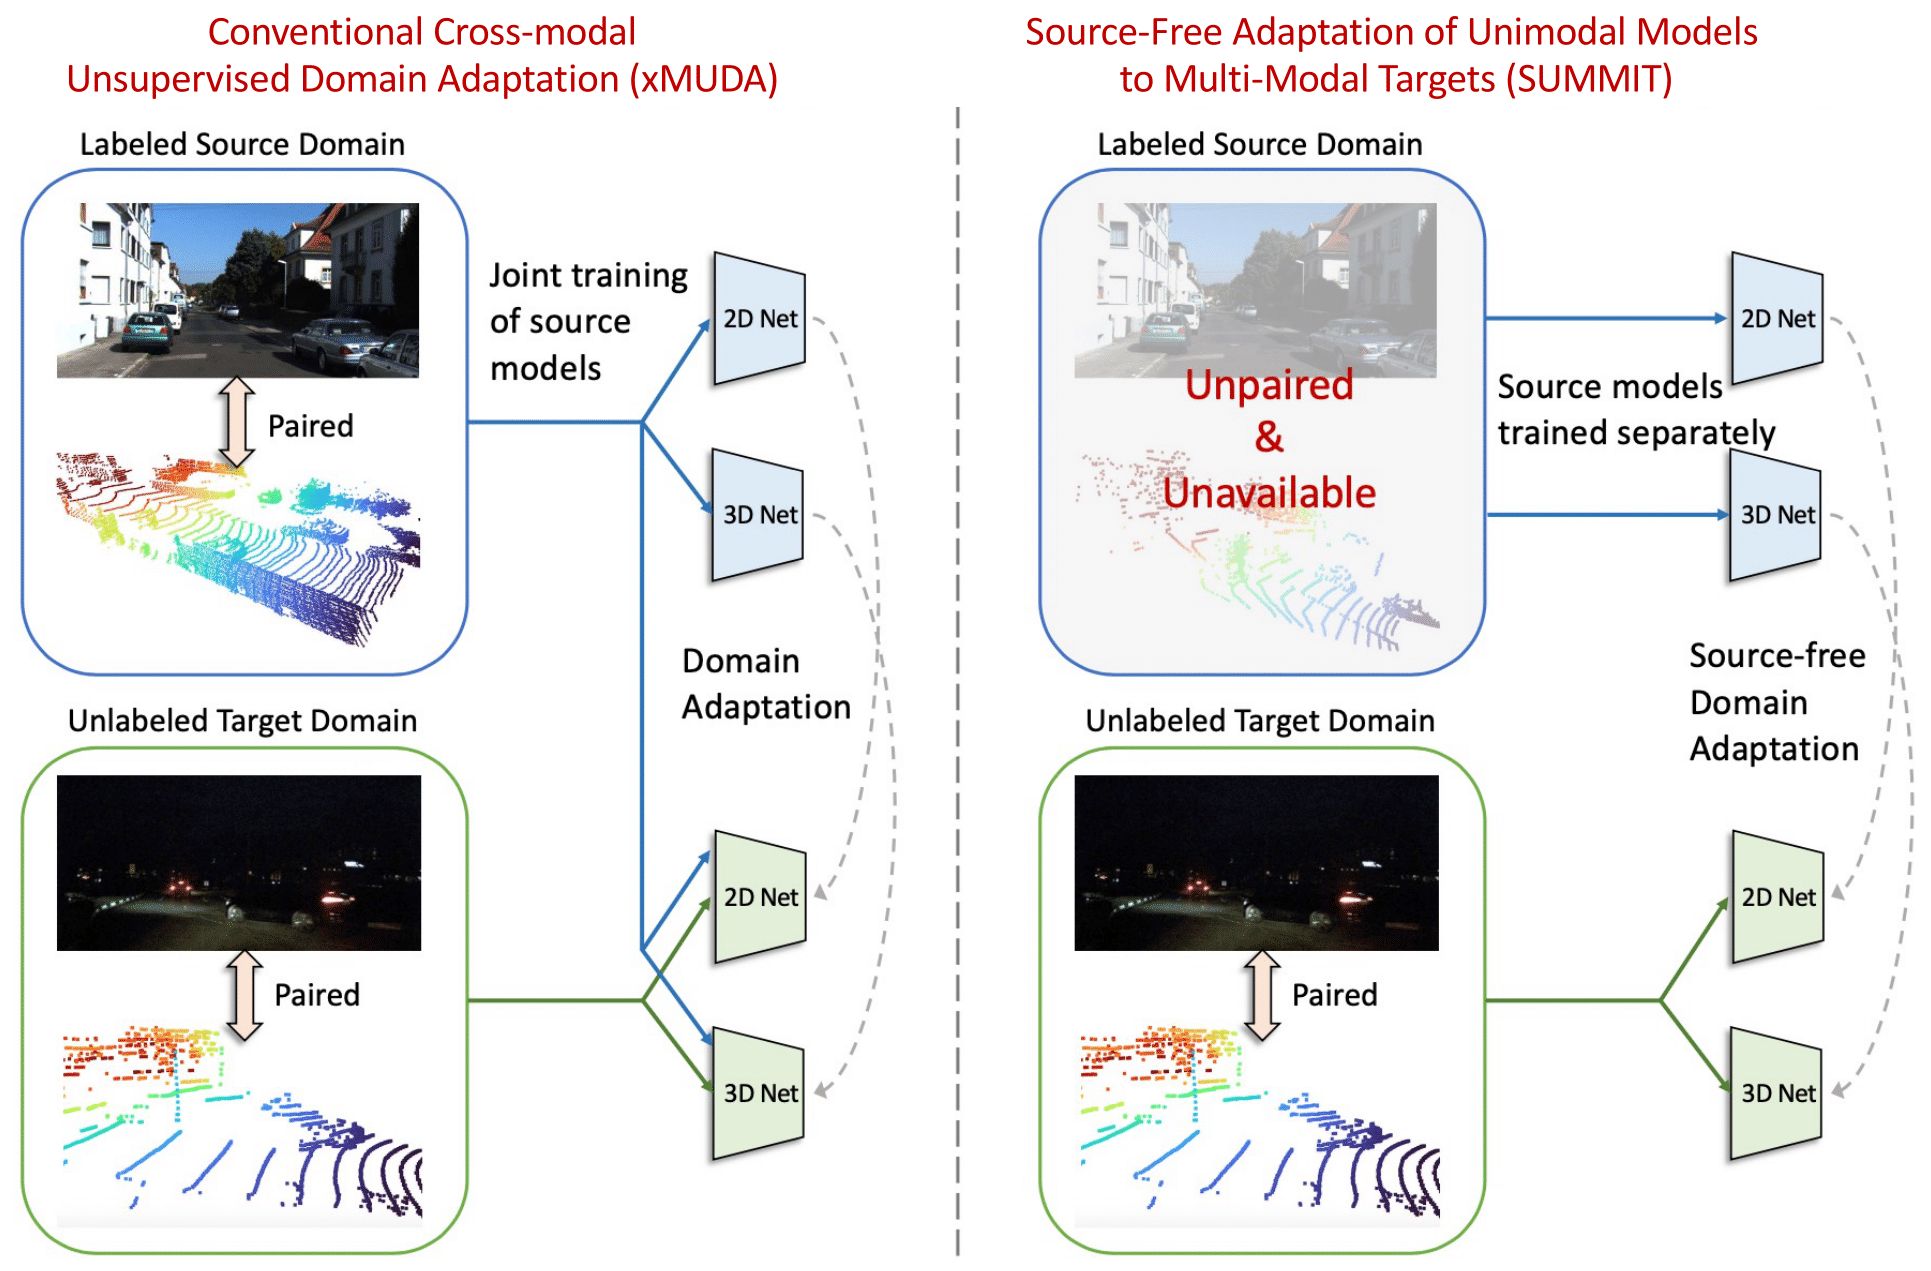 Conventional Cross-modal
Unsupervised Domain Adaptation (xMUDA)
Labeled Source Domain
Paired
Joint training
of source
models
2D Net
3D Net
Domain
Adaptation
Unlabeled Target Domain
Paired
2D Net
3D Net
Source-Free Adaptation of Unimodal Models
to Multi-Modal Targets (SUMMIT)
Labeled Source Domain
Unpaired
&
Unavailable
2D Net
Source models
trained separately
3D Net
Source-free
Domain
Adaptation
Unlabeled Target Domain
Paired
2D Net
3D Net